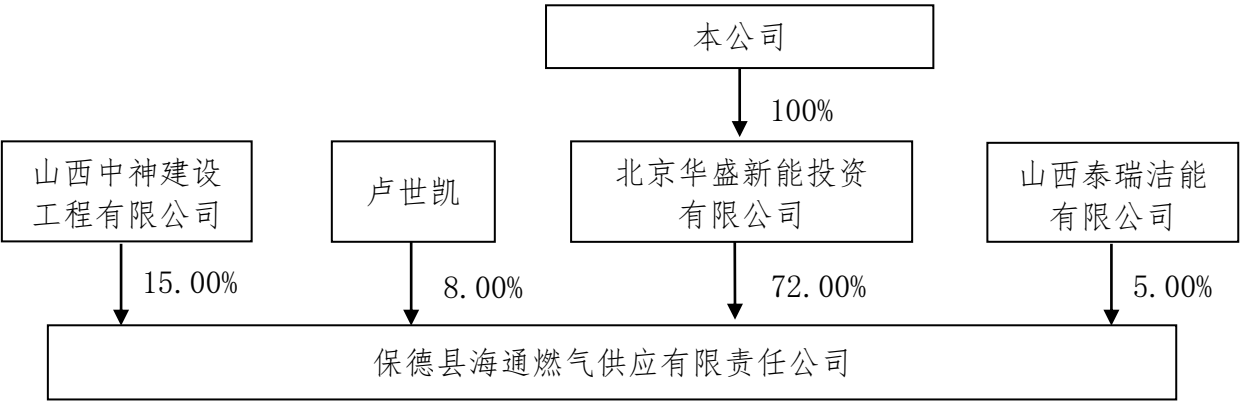 本公司
100%
山西中神建设
工程有限公司
卢世凯
北京华盛新能投资
有限公司
山西泰瑞洁能
有限公司
15.00%
8.00%
72.00%
5.00%
保德县海通燃气供应有限责任公司